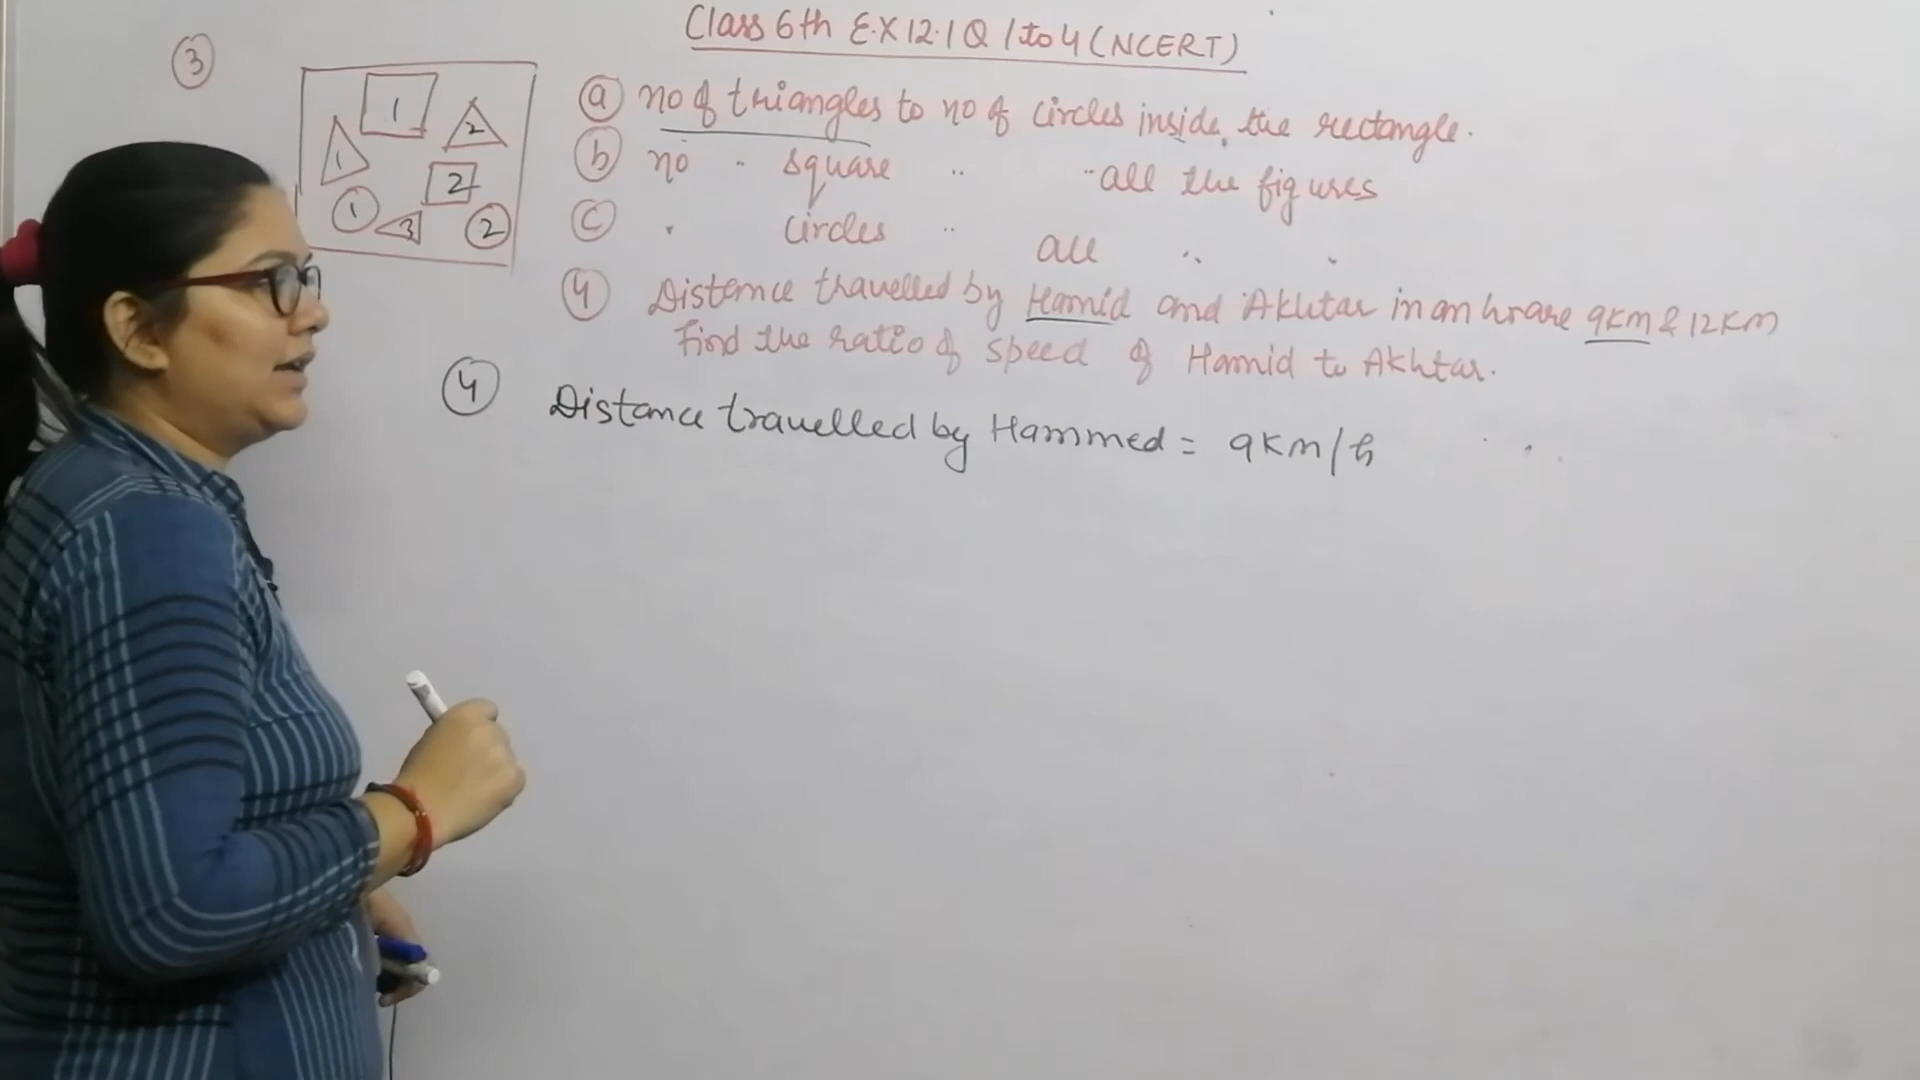 Class 6th E.X 12.1 Q 1 to 4 (NCERT)
③
1
2
1
2
1
3
2
ⓐ no of triangles to no of circles inside the rectangle.
ⓑ no " square " " all the figures
ⓒ " circles " all " "
④ Distance travelled by Hamid and Akhtar in an hr are 9KM & 12KM
find the ratio of speed of Hamid to Akhtar.
④ Distance travelled by Hammed = 9KM/h